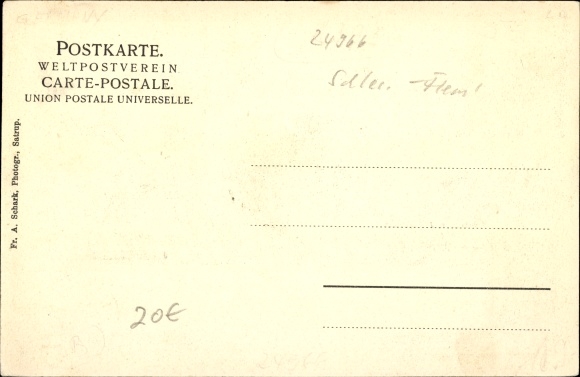 POSTKARTE.
WELTPOSTVEREIN
CARTE-POSTALE.
UNION POSTALE UNIVERSELLE.
24966
Fr. A. Schark, Photogr., Satrup.
20€